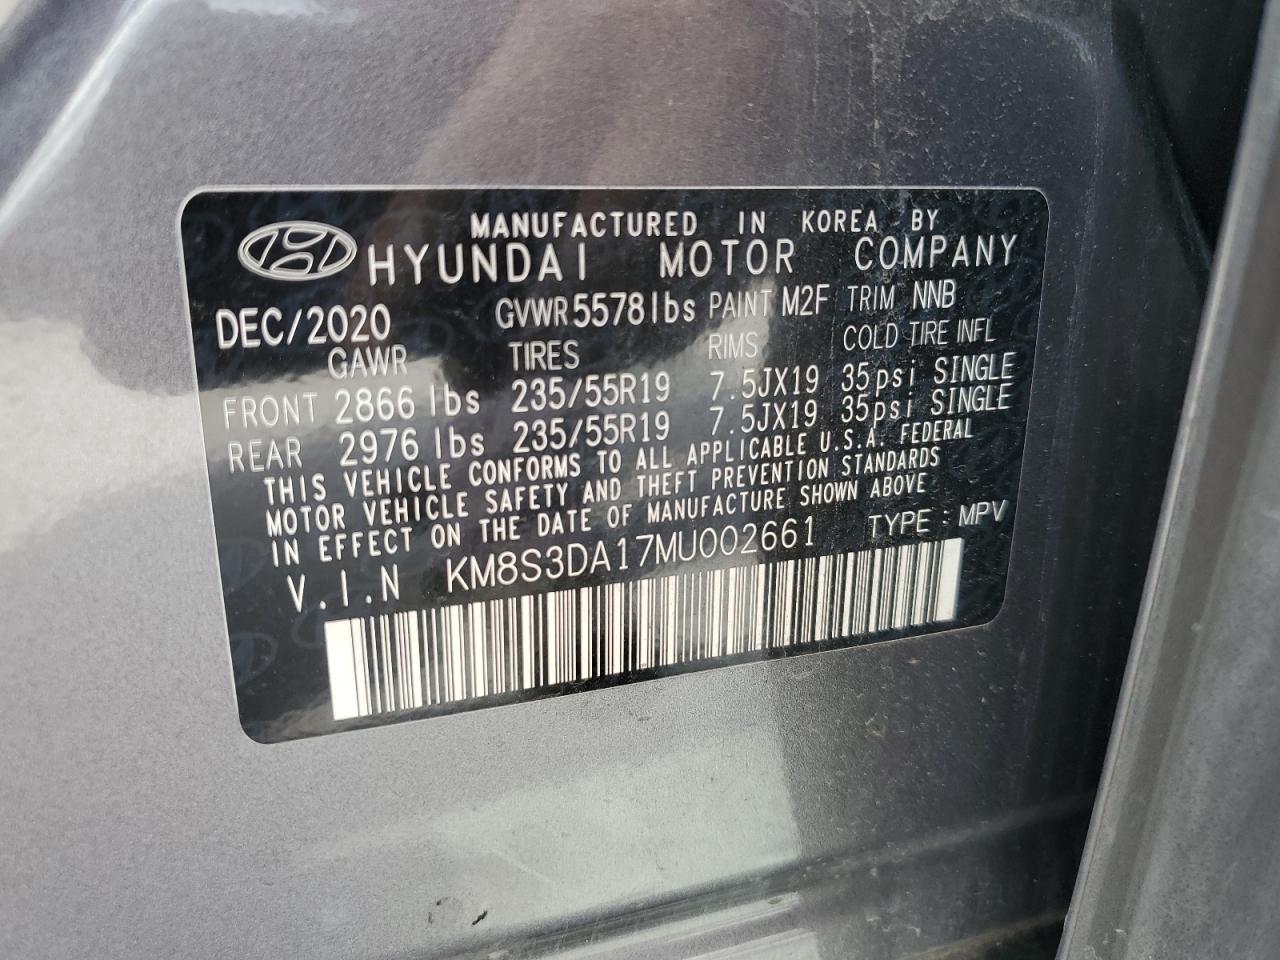 MANUFACTURED IN KOREA BY
HYUNDAI MOTOR COMPANY
DEC/2020 GVWR 5578 lbs PAINT M2F TRIM NNB
GAWR TIRES RIMS COLD TIRE INFL
FRONT 2866 lbs 235/55R19 7.5JX19 35psi SINGLE
REAR 2976 lbs 235/55R19 7.5JX19 35psi SINGLE
THIS VEHICLE CONFORMS TO ALL APPLICABLE U.S.A. FEDERAL
MOTOR VEHICLE SAFETY AND THEFT PREVENTION STANDARDS
IN EFFECT ON THE DATE OF MANUFACTURE SHOWN ABOVE
V.I.N KM8S3DA17MU002661 TYPE : MPV